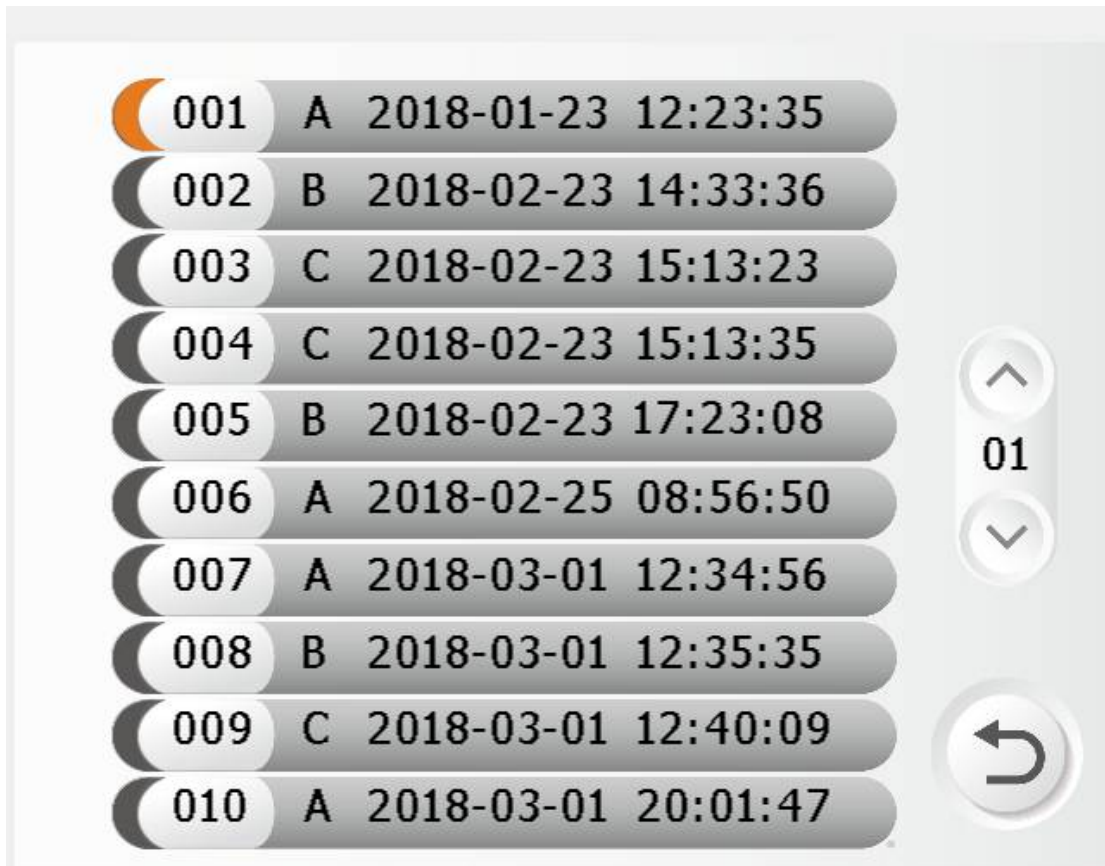 001 A 2018-01-23 12:23:35
002 B 2018-02-23 14:33:36
003 C 2018-02-23 15:13:23
004 C 2018-02-23 15:13:35
005 B 2018-02-23 17:23:08
006 A 2018-02-25 08:56:50
007 A 2018-03-01 12:34:56
008 B 2018-03-01 12:35:35
009 C 2018-03-01 12:40:09
010 A 2018-03-01 20:01:47
01